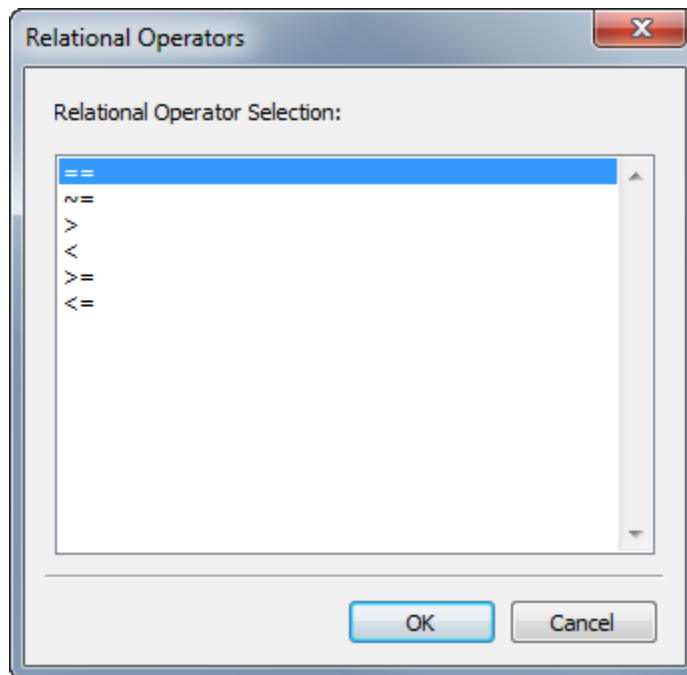 Relational Operators
Relational Operator Selection:
==
~=
>
<
>=
<=
OK Cancel